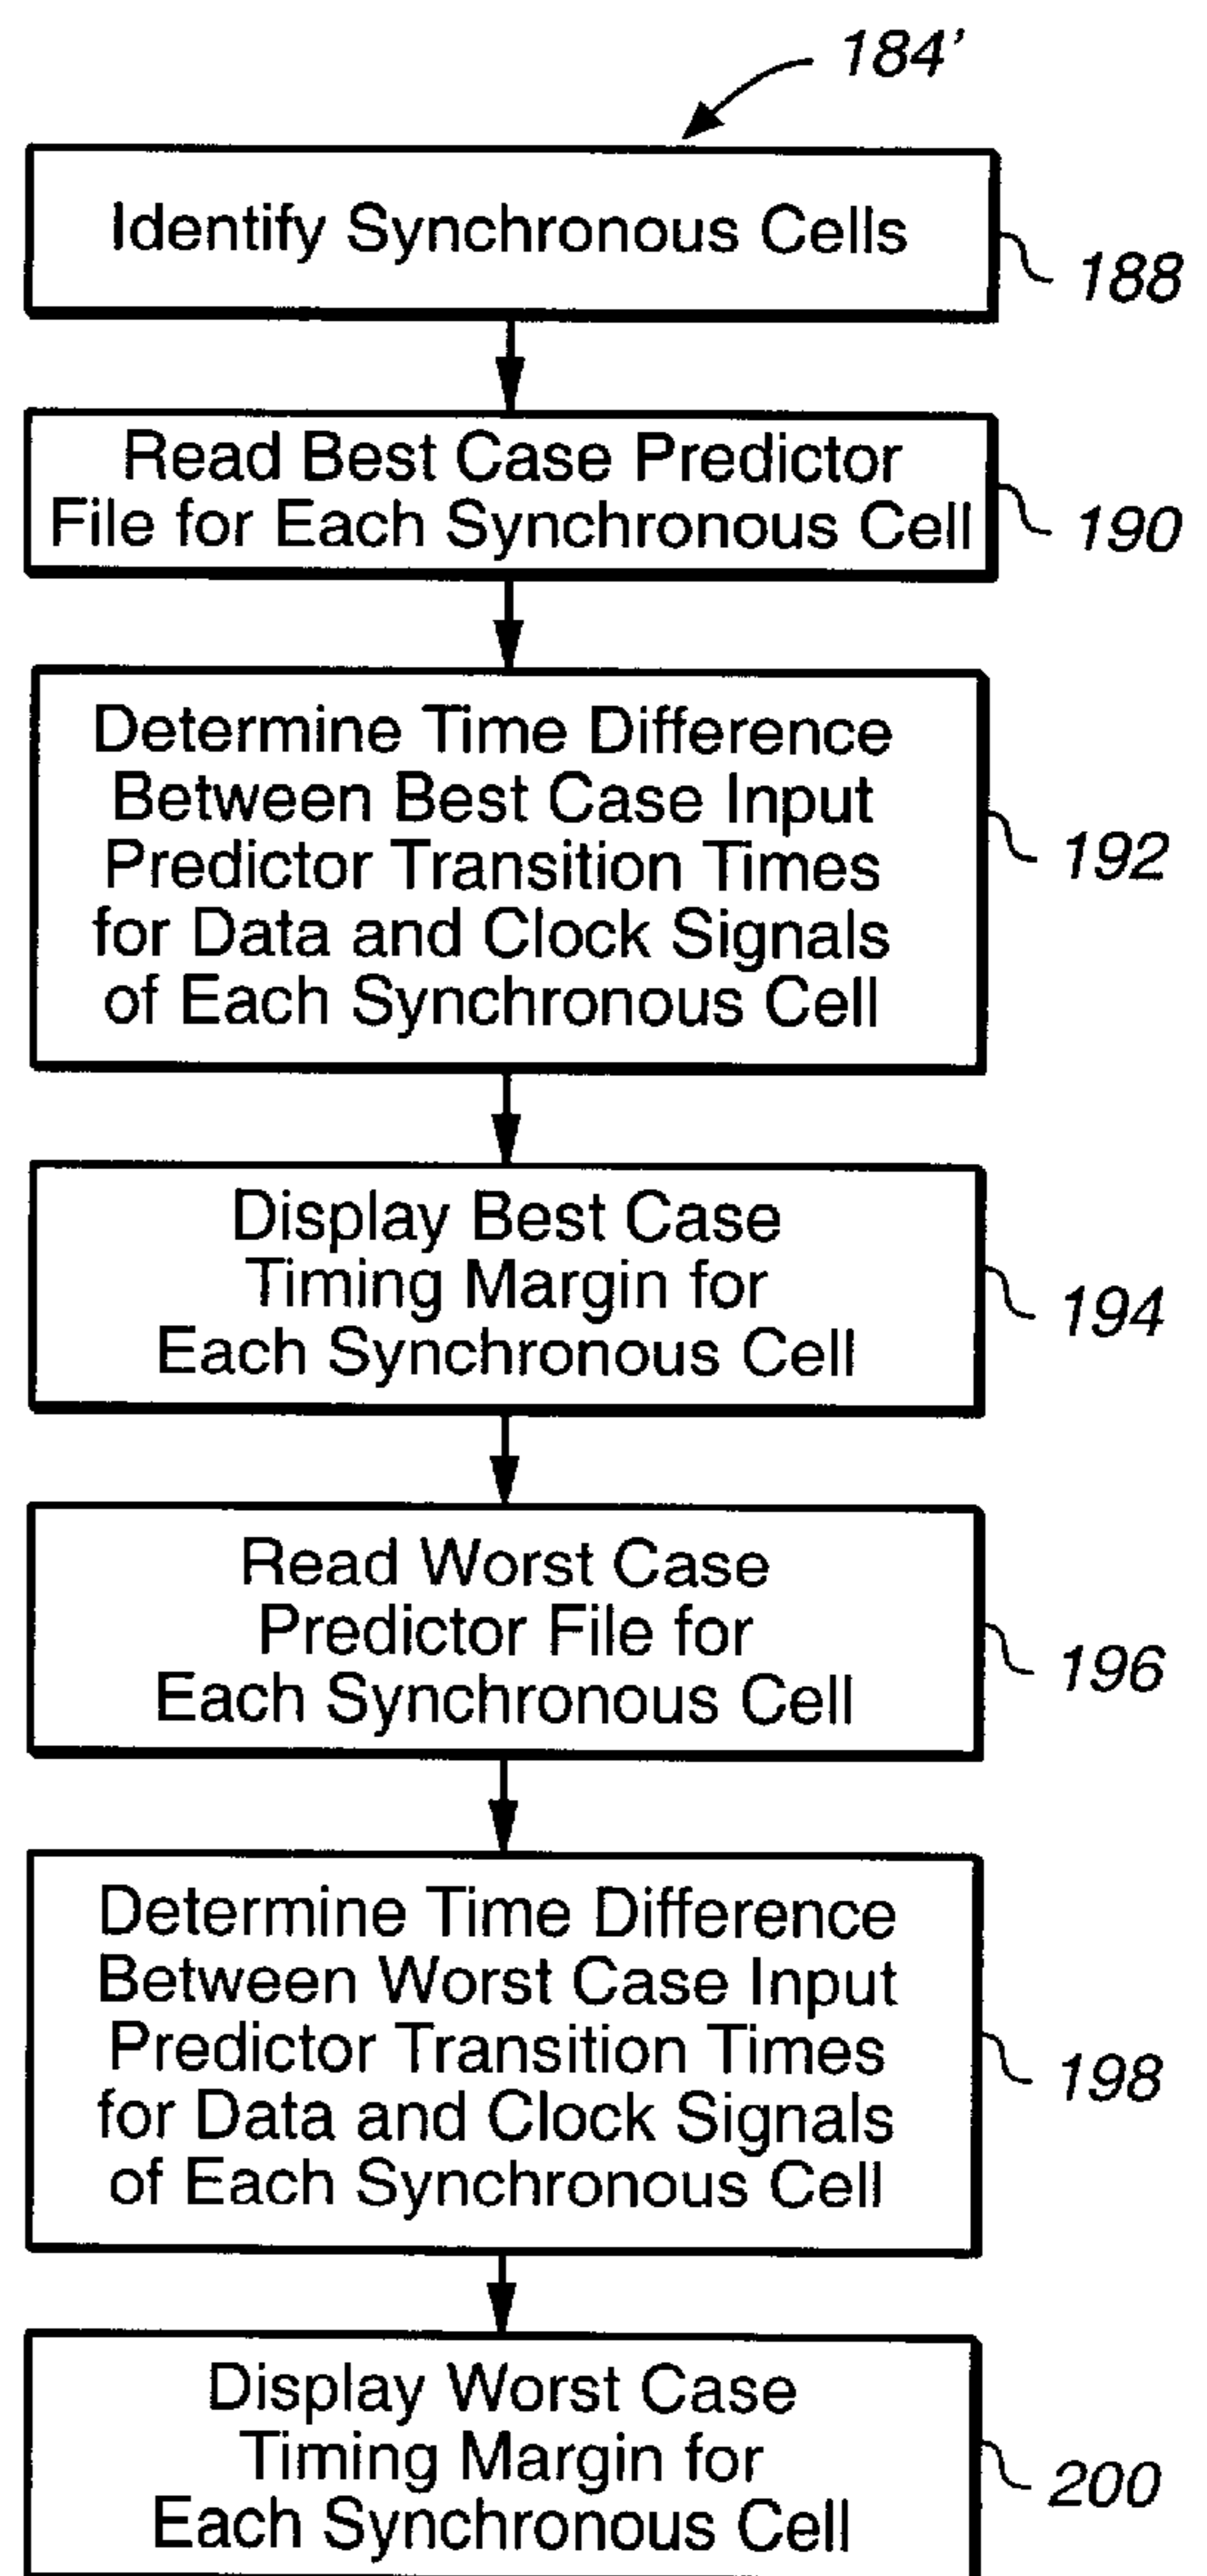 184'
Identify Synchronous Cells
188
Read Best Case Predictor
File for Each Synchronous Cell
190
Determine Time Difference
Between Best Case Input
Predictor Transition Times
for Data and Clock Signals
of Each Synchronous Cell
192
Display Best Case
Timing Margin for
Each Synchronous Cell
194
Read Worst Case
Predictor File for
Each Synchronous Cell
196
Determine Time Difference
Between Worst Case Input
Predictor Transition Times
for Data and Clock Signals
of Each Synchronous Cell
198
Display Worst Case
Timing Margin for
Each Synchronous Cell
200